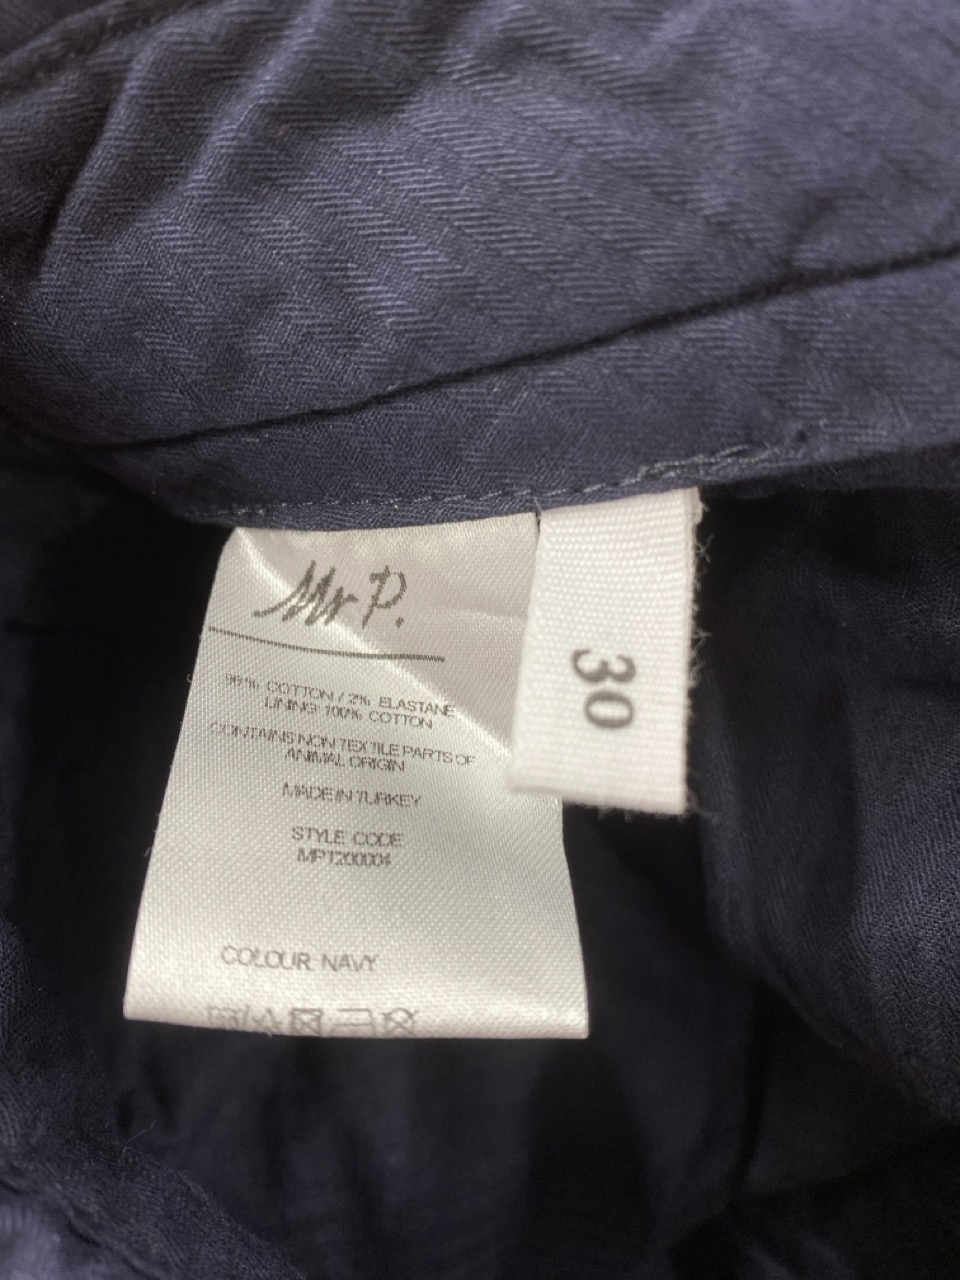 Mr P.
98% COTTON / 2% ELASTANE
LINING: 100% COTTON
CONTAINS NON TEXTILE PARTS OF
ANIMAL ORIGIN
MADE IN TURKEY
STYLE CODE
MPT200004
COLOUR: NAVY
30